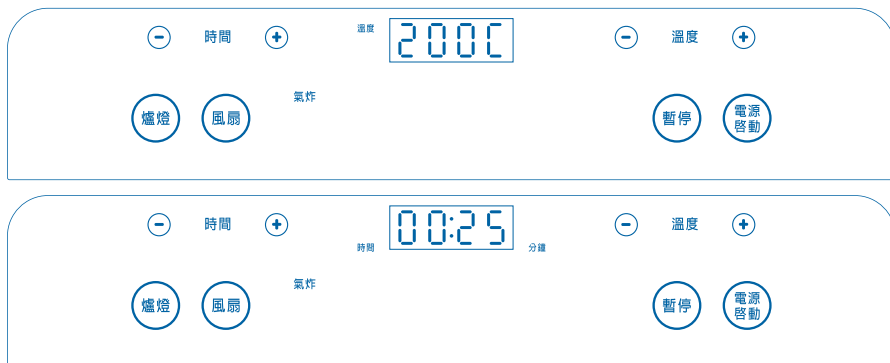 − 時間 + 溫度 200C − 溫度 +
氣炸
爐燈 風扇 暫停 電源
啓動
− 時間 + 00:25 − 溫度 +
時間 分鐘
氣炸
爐燈 風扇 暫停 電源
啓動